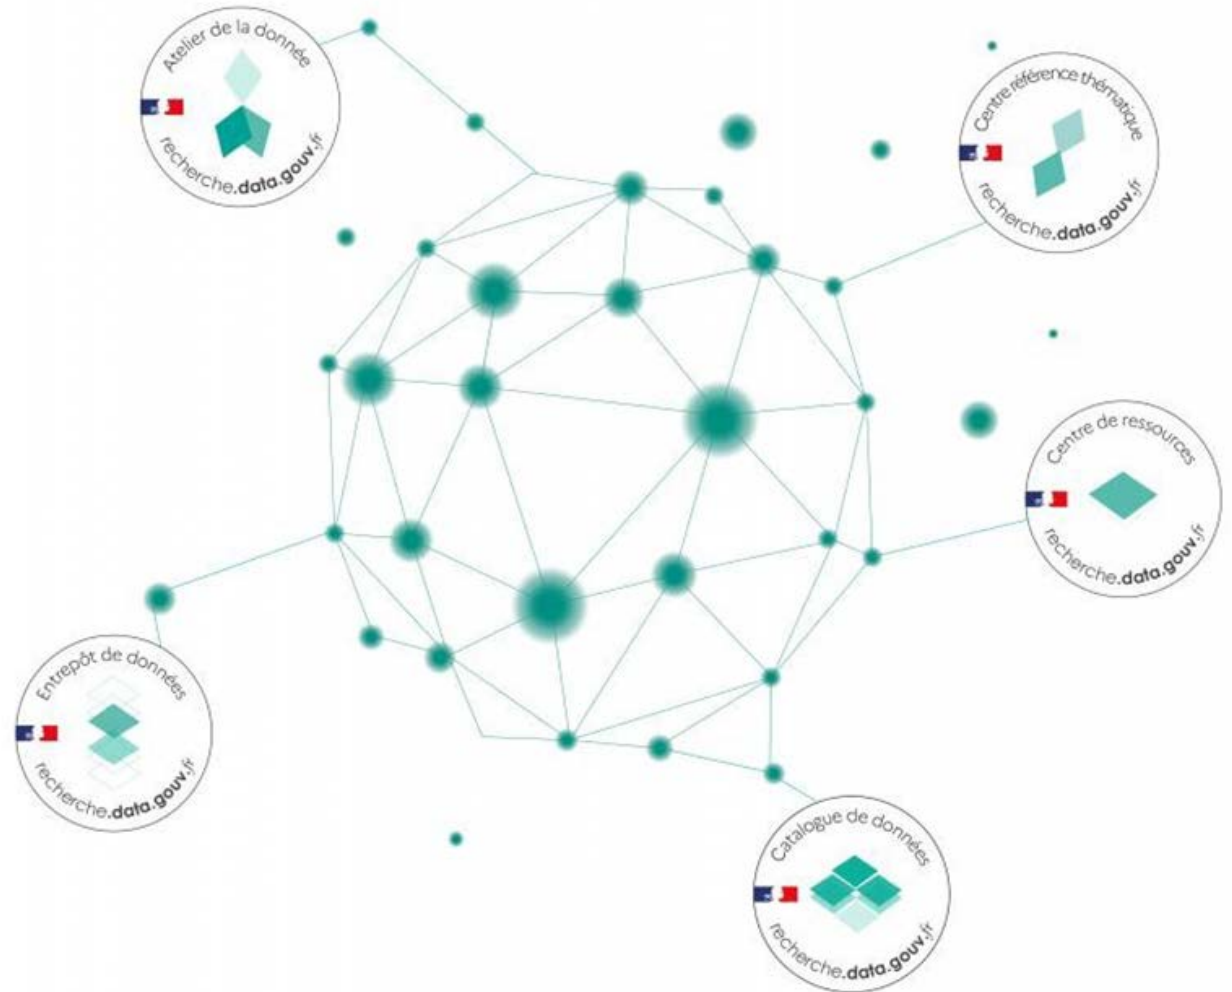 Atelier de la donnée
recherche.data.gouv.fr
Centre référence thématique
recherche.data.gouv.fr
Centre de ressources
recherche.data.gouv.fr
Entrepôt de données
recherche.data.gouv.fr
Catalogue de données
recherche.data.gouv.fr